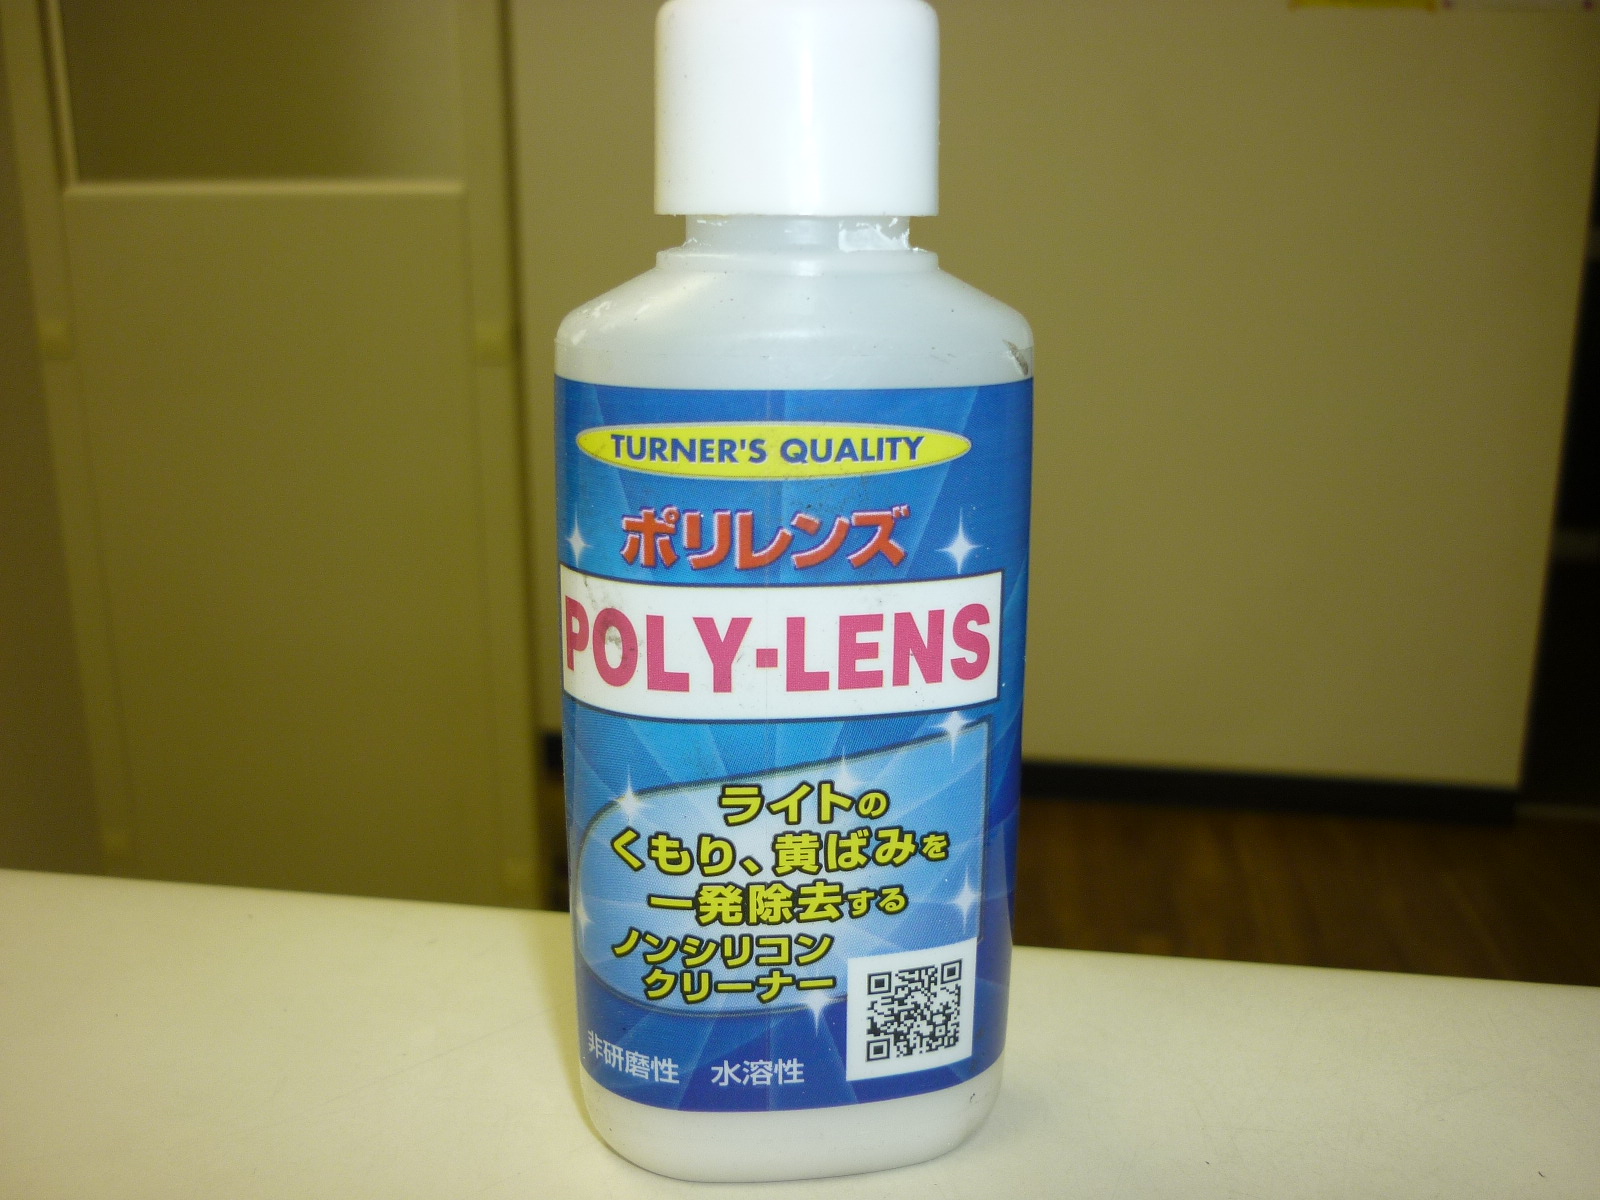 TURNER'S QUALITY
ポリレンズ
POLY-LENS
ライトの
くもり、黄ばみを
一発除去する
ノンシリコン
クリーナー
非研磨性 水溶性